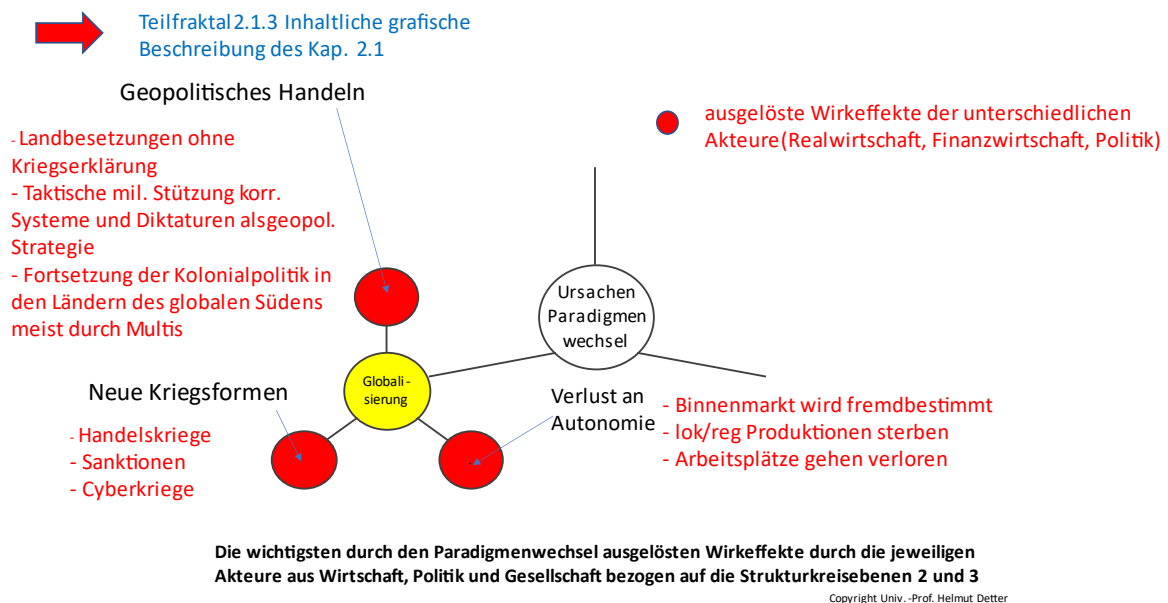 Teilfraktal2.1.3 Inhaltliche grafische
Beschreibung des Kap. 2.1
Geopolitisches Handeln
- Landbesetzungen ohne
Kriegserklärung
- Taktische mil. Stützung korr.
Systeme und Diktaturen alsgeopol.
Strategie
- Fortsetzung der Kolonialpolitik in
den Ländern des globalen Südens
meist durch Multis
ausgelöste Wirkeffekte der unterschiedlichen
Akteure(Realwirtschaft, Finanzwirtschaft, Politik)
Ursachen
Paradigmen
wechsel
Globali-
sierung
Neue Kriegsformen
- Handelskriege
- Sanktionen
- Cyberkriege
Verlust an
Autonomie
- Binnenmarkt wird fremdbestimmt
- lok/reg Produktionen sterben
- Arbeitsplätze gehen verloren
Die wichtigsten durch den Paradigmenwechsel ausgelösten Wirkeffekte durch die jeweiligen
Akteure aus Wirtschaft, Politik und Gesellschaft bezogen auf die Strukturkreisebenen 2 und 3
Copyright Univ.-Prof. Helmut Detter